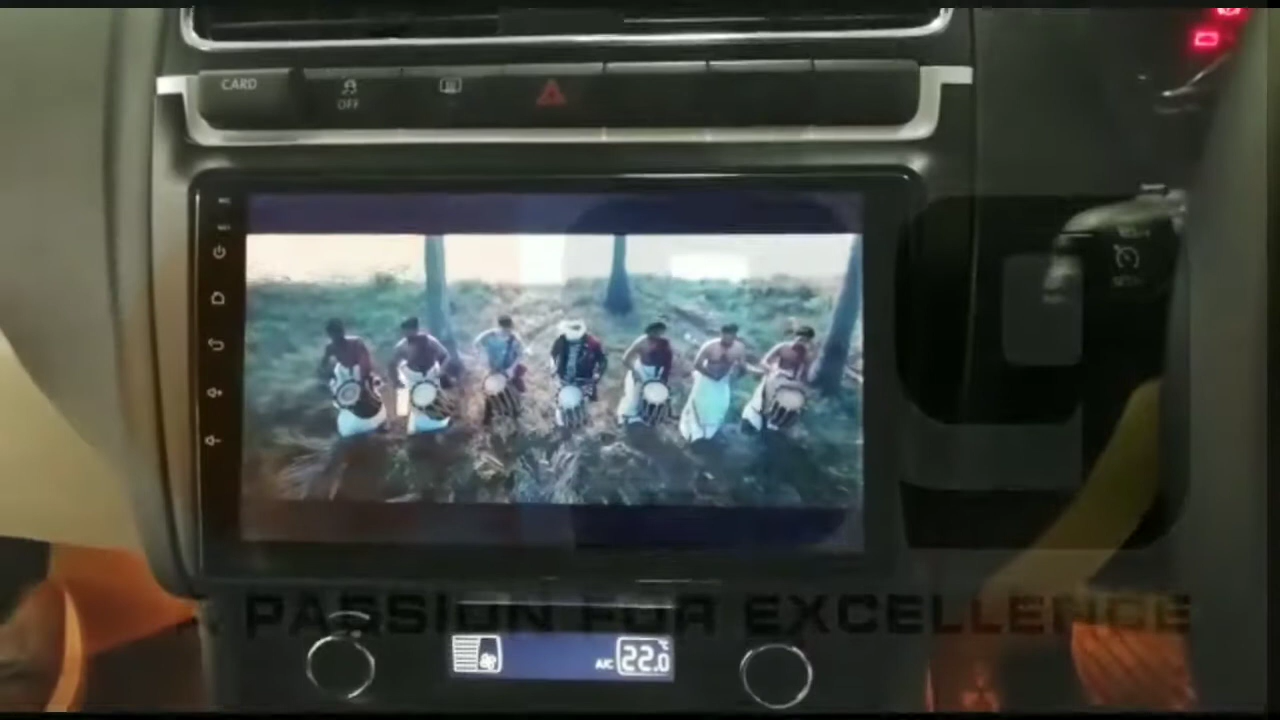 CARD
OFF
A PASSION FOR EXCELLENCE
A/C 22.0 °C